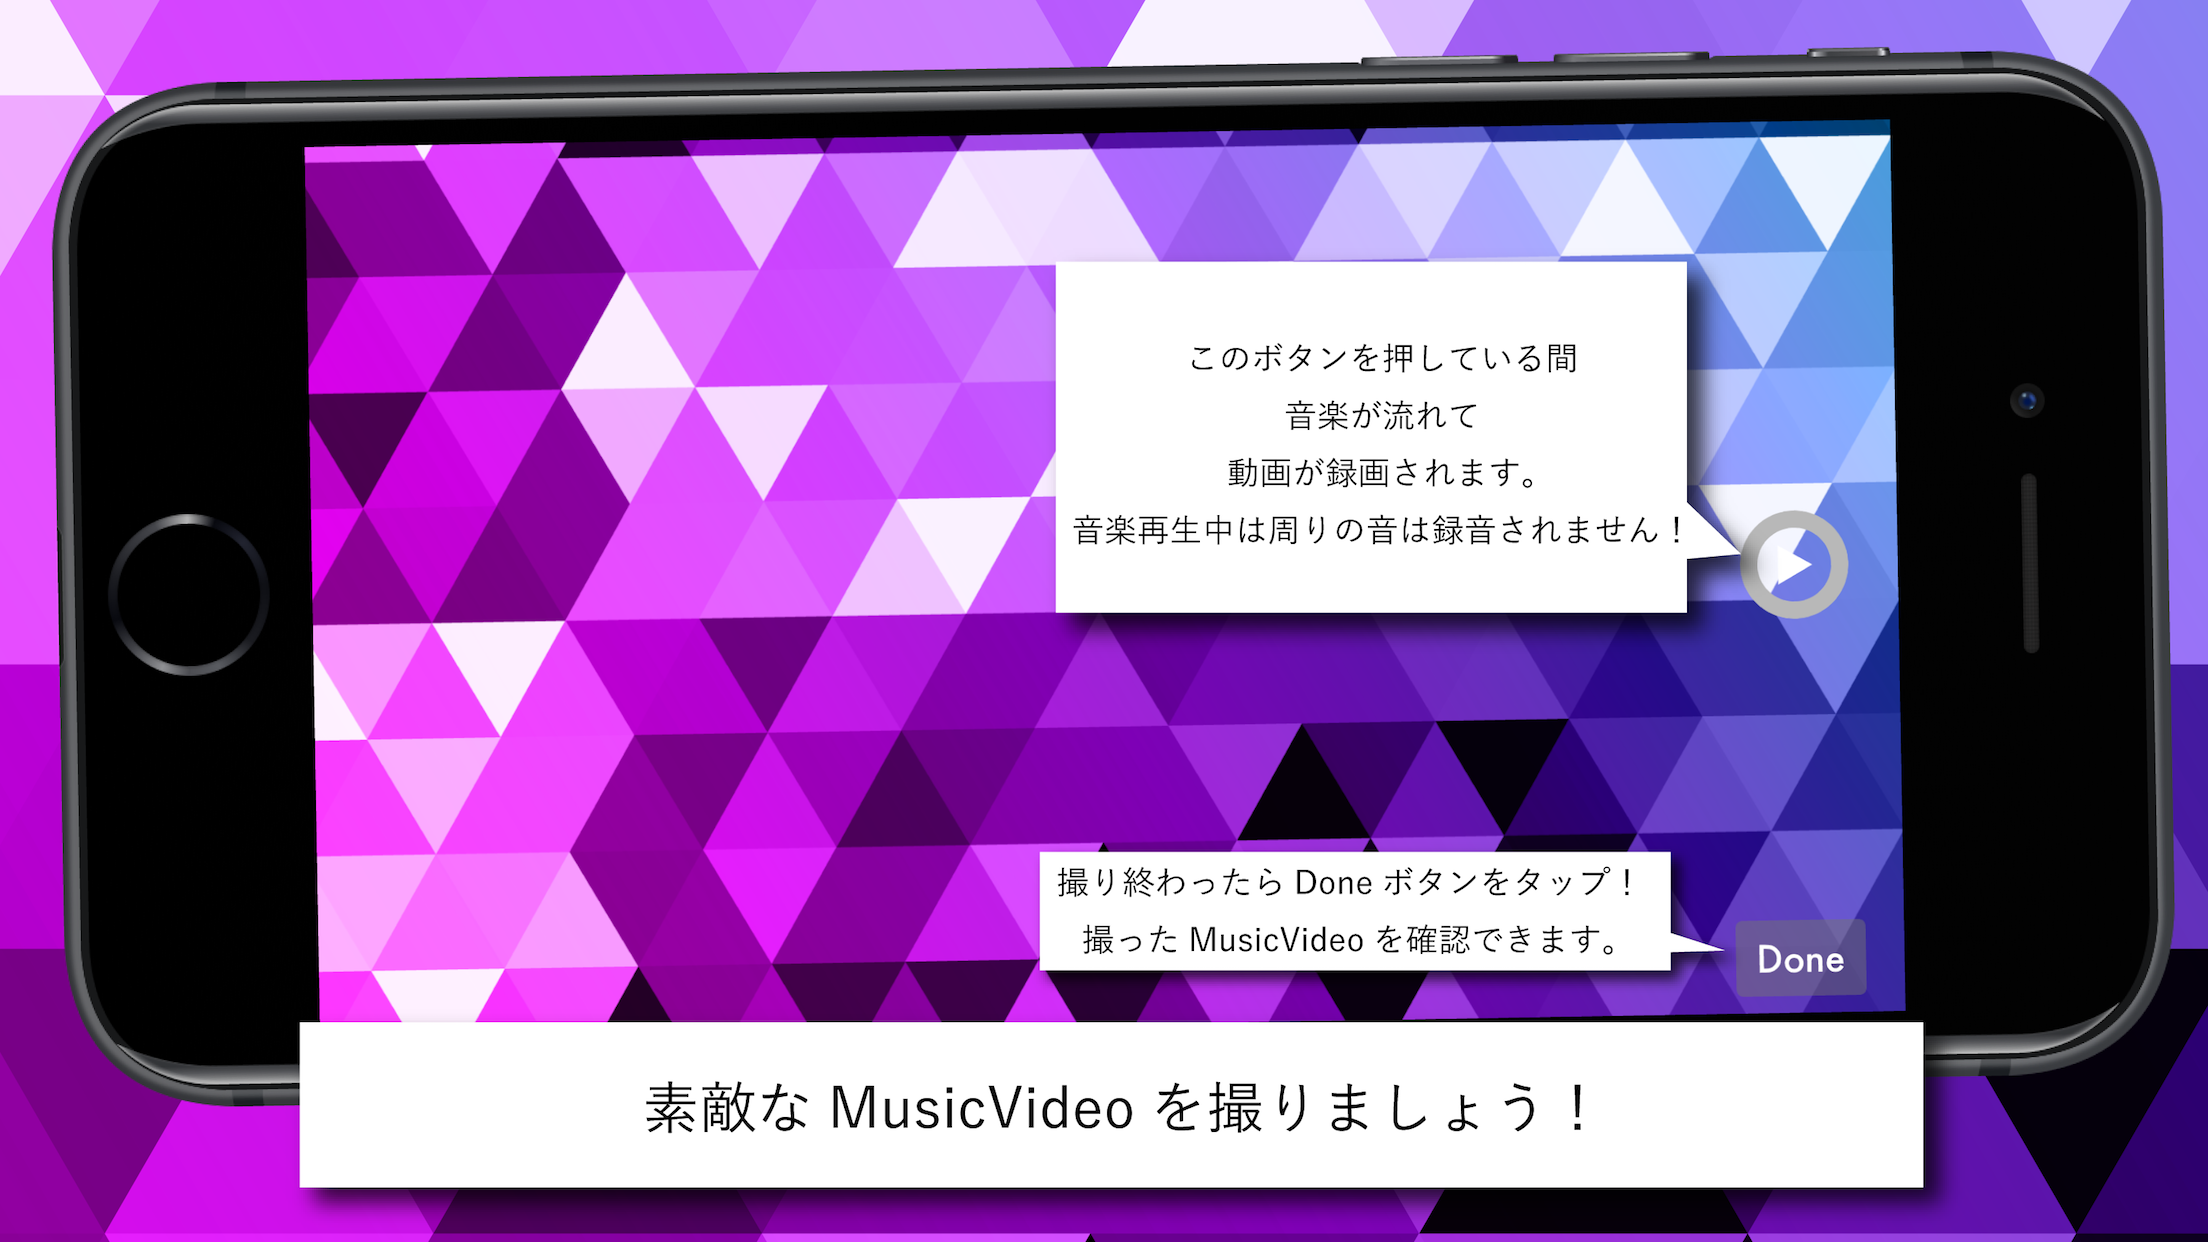 このボタンを押している間
音楽が流れて
動画が録画されます。
音楽再生中は周りの音は録音されません！
撮り終わったら Done ボタンをタップ！
撮った MusicVideo を確認できます。
Done
素敵な MusicVideo を撮りましょう！